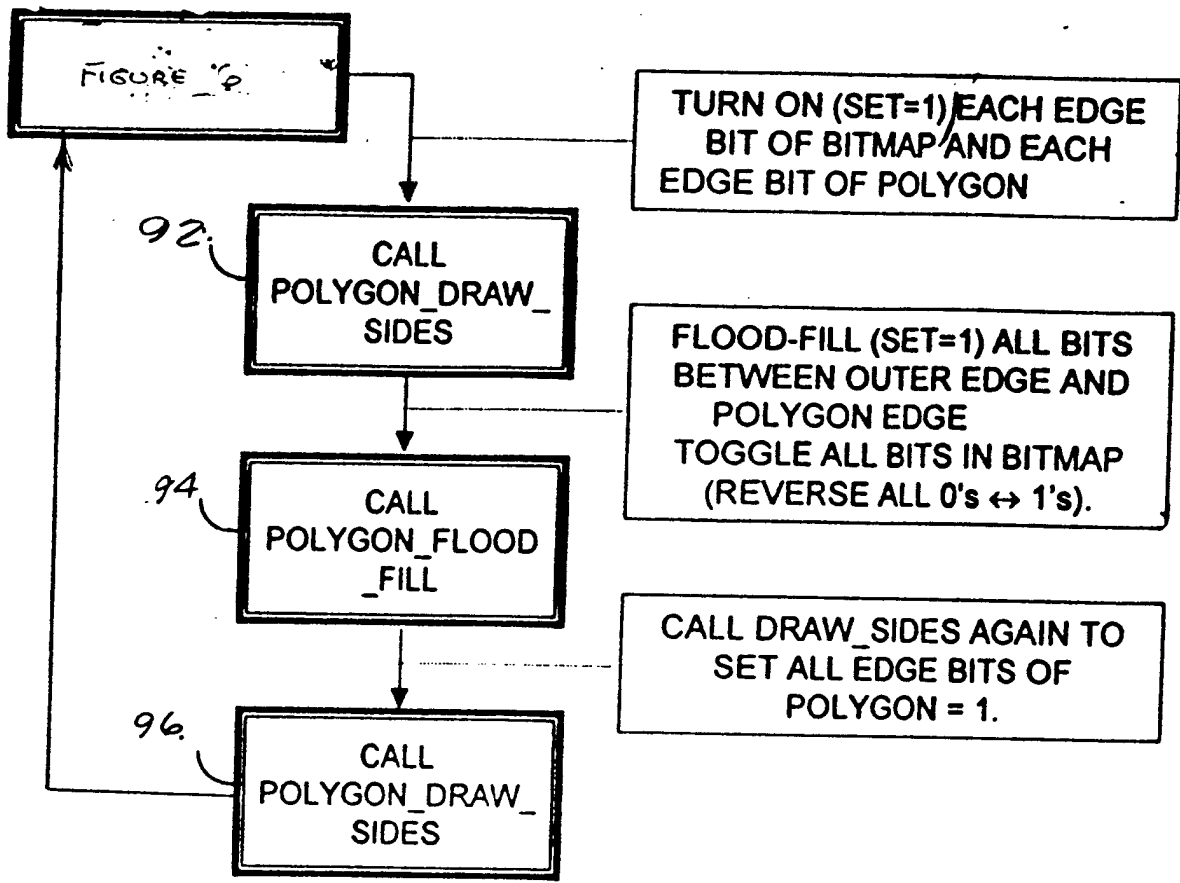 FIGURE 6
TURN ON (SET=1) EACH EDGE
BIT OF BITMAP AND EACH
EDGE BIT OF POLYGON
92.
CALL
POLYGON_DRAW_
SIDES
FLOOD-FILL (SET=1) ALL BITS
BETWEEN OUTER EDGE AND
POLYGON EDGE
TOGGLE ALL BITS IN BITMAP
(REVERSE ALL 0's ↔ 1's).
94
CALL
POLYGON_FLOOD
_FILL
CALL DRAW_SIDES AGAIN TO
SET ALL EDGE BITS OF
POLYGON = 1.
96.
CALL
POLYGON_DRAW_
SIDES